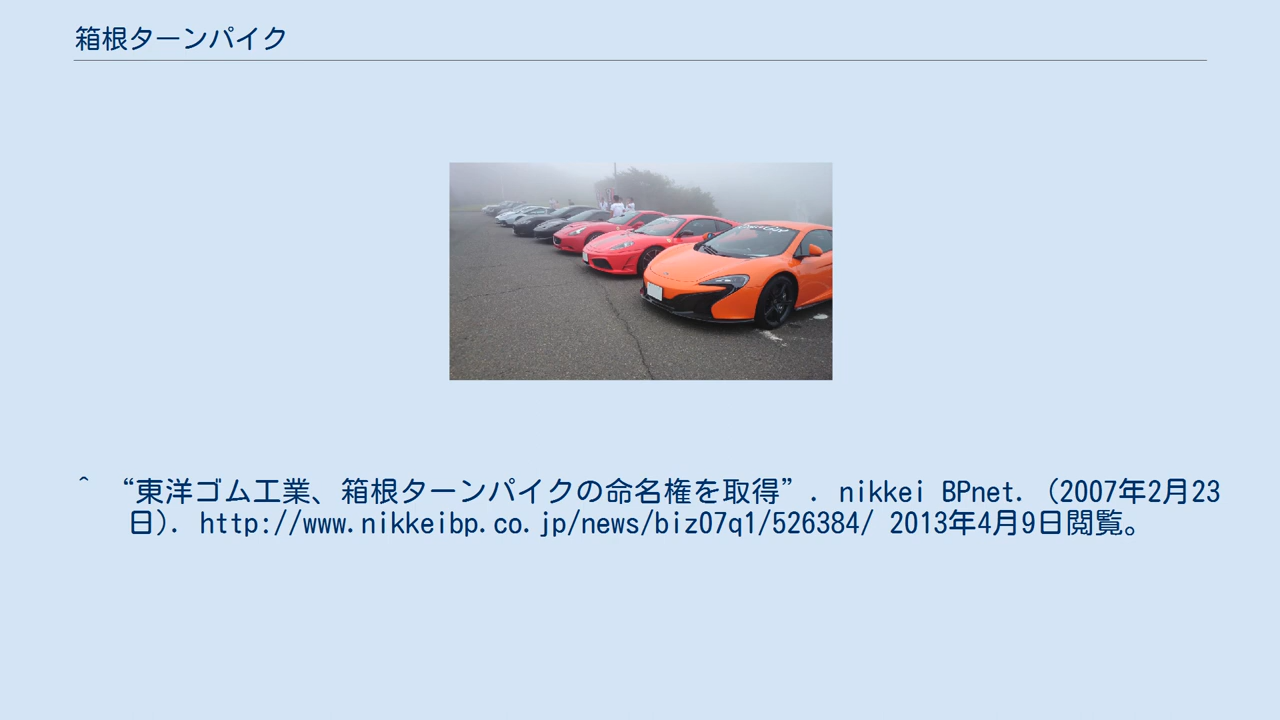 箱根ターンパイク
^ “東洋ゴム工業、箱根ターンパイクの命名権を取得”. nikkei BPnet. (2007年2月23
日). http://www.nikkeibp.co.jp/news/biz07q1/526384/ 2013年4月9日閲覧。